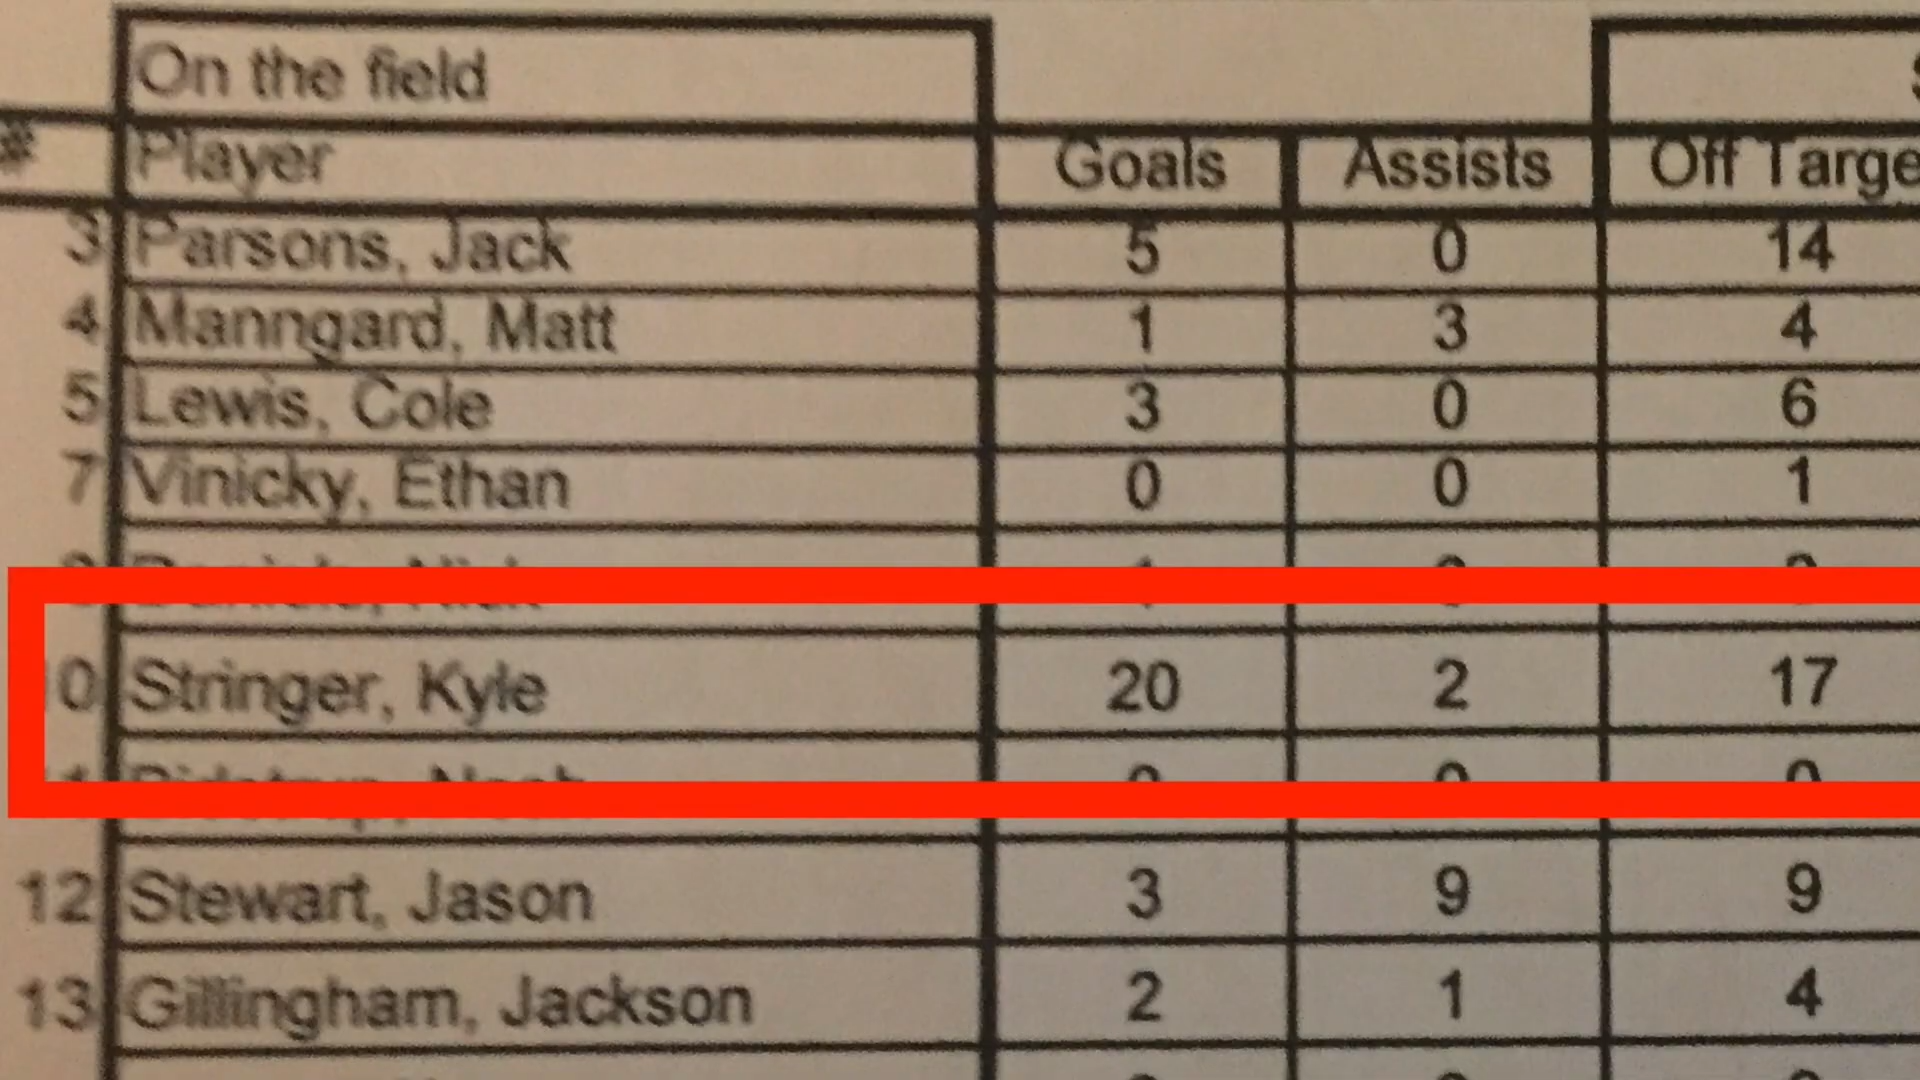 On the field
# Player Goals Assists Off Targe
3 Parsons, Jack 5 0 14
4 Manngard, Matt 1 3 4
5 Lewis, Cole 3 0 6
7 Vinicky, Ethan 0 0 1
10 Stringer, Kyle 20 2 17
12 Stewart, Jason 3 9 9
13 Gillingham, Jackson 2 1 4